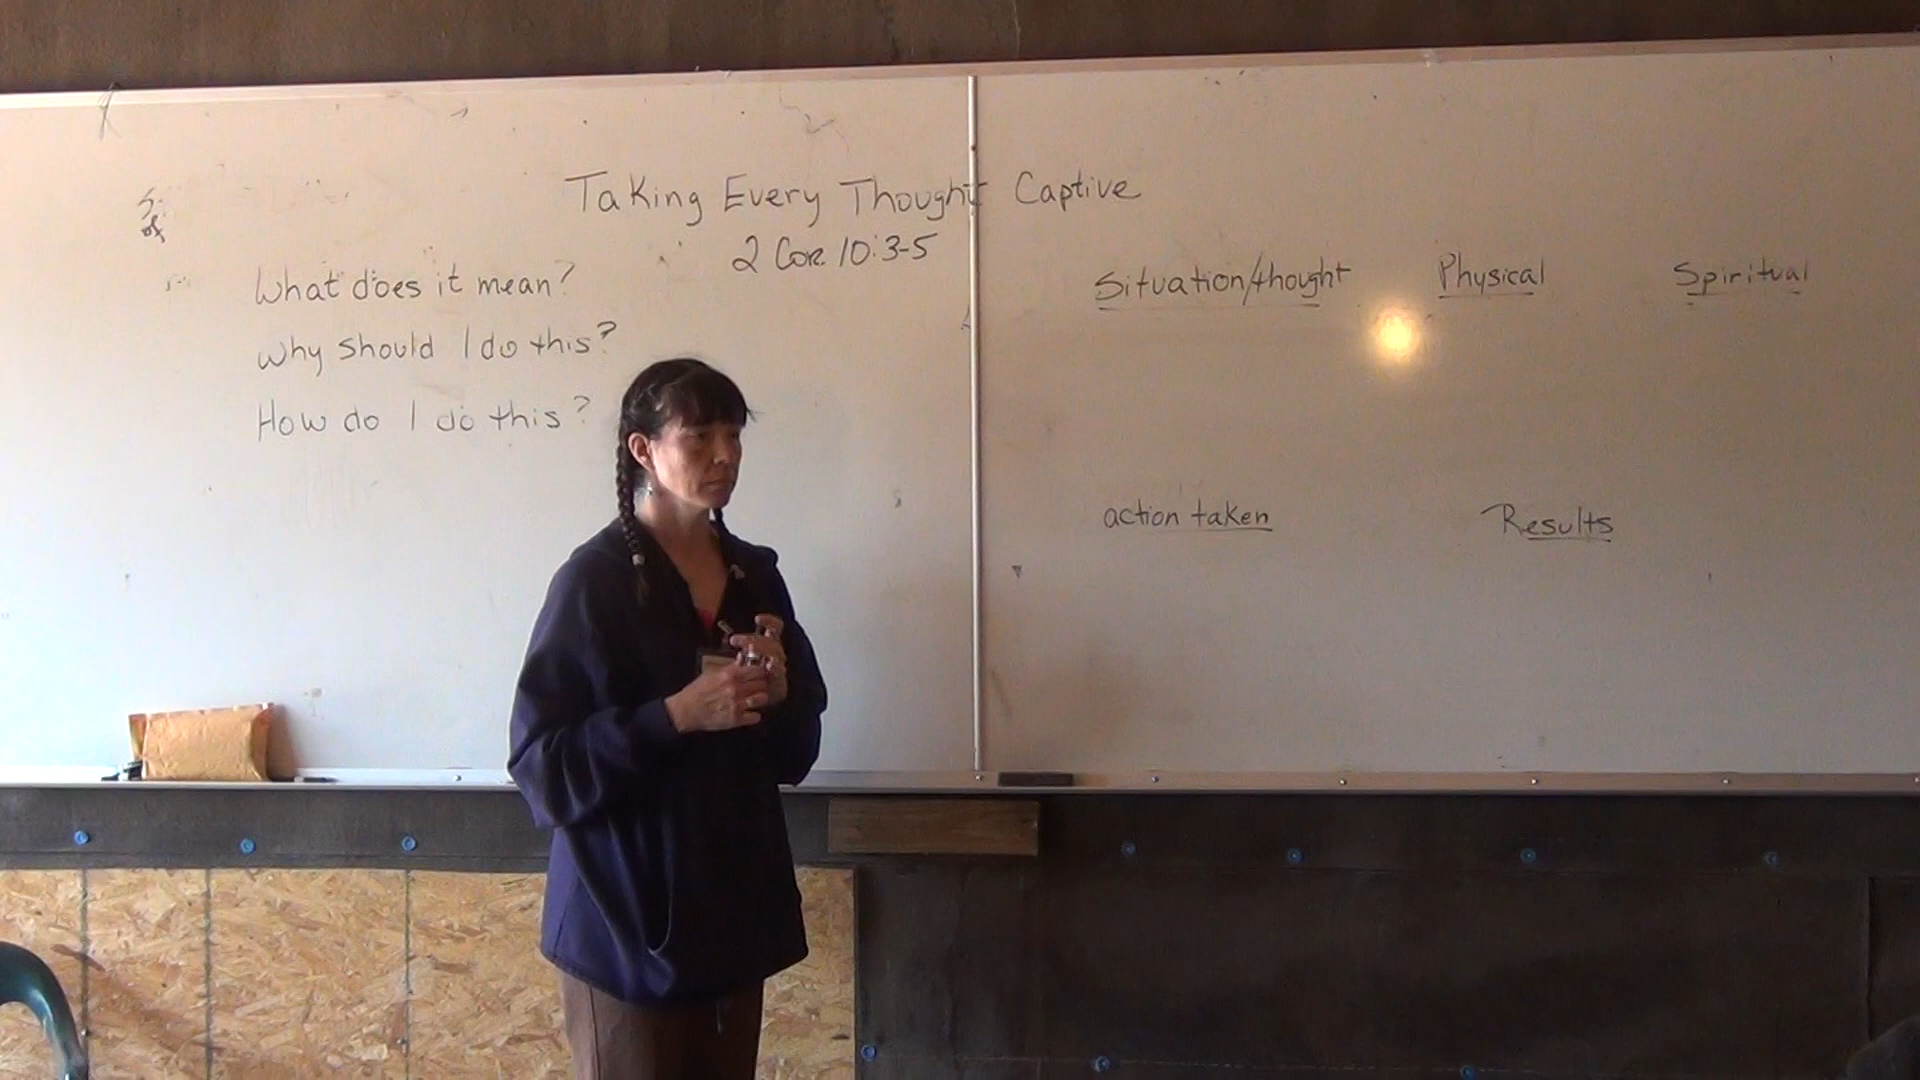 Taking Every Thought Captive
2 Cor. 10:3-5
What does it mean?
Why should I do this?
How do I do this?
Situation/thought Physical Spiritual
action taken Results